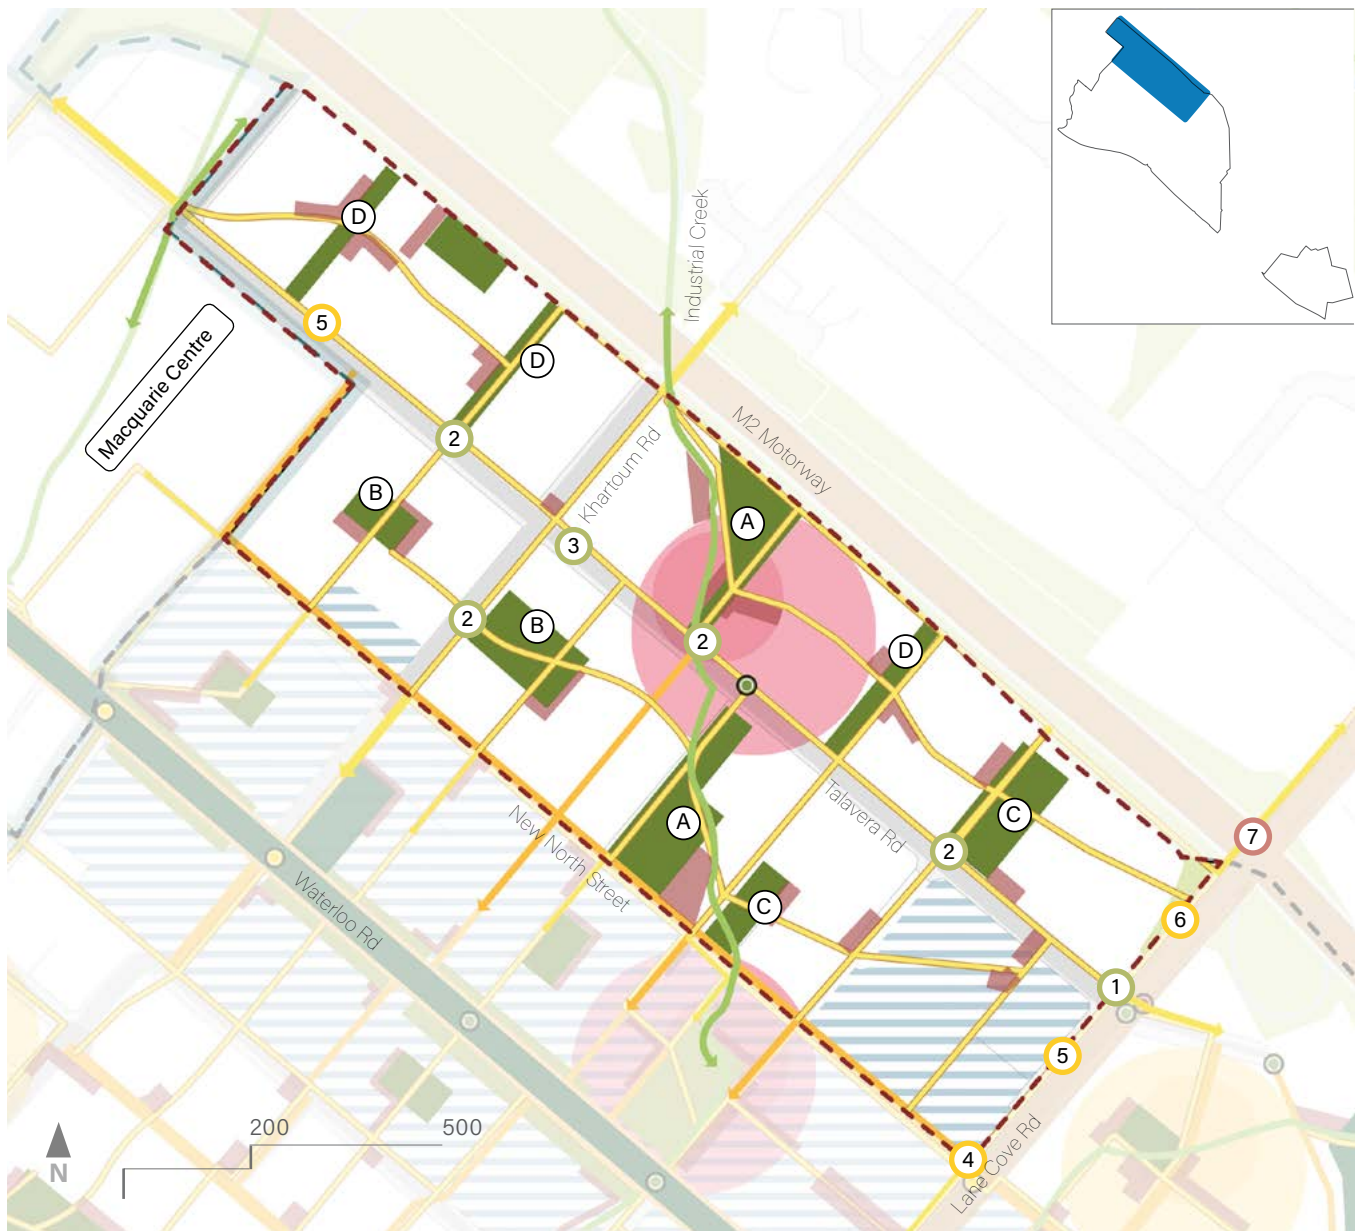 Industrial Creek
D
5
Macquarie Centre
D
M2 Motorway
2
Khartoum Rd
B
A
3
2
B
2
D
Talavera Rd
C
New North Street
A
2
7
Waterloo Rd
C
6
1
5
200
500
N
4
Lane Cove Rd